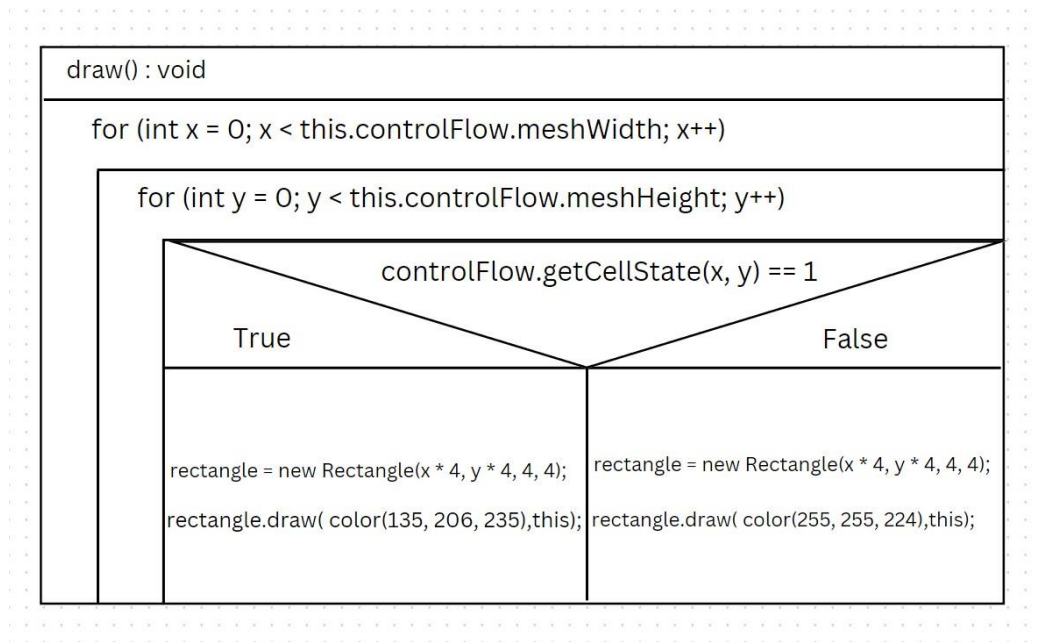 draw() : void
for (int x = 0; x < this.controlFlow.meshWidth; x++)
for (int y = 0; y < this.controlFlow.meshHeight; y++)
controlFlow.getCellState(x, y) == 1
True
False
rectangle = new Rectangle(x * 4, y * 4, 4, 4);
rectangle.draw( color(135, 206, 235),this);
rectangle = new Rectangle(x * 4, y * 4, 4, 4);
rectangle.draw( color(255, 255, 224),this);